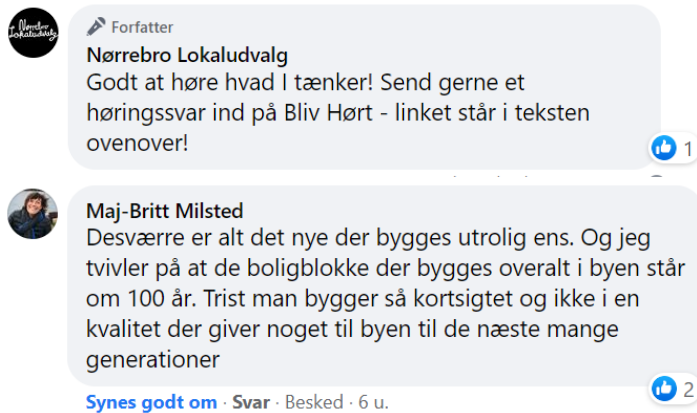 Nørrebro
Lokaludvalg
Forfatter
Nørrebro Lokaludvalg
Godt at høre hvad I tænker! Send gerne et
høringssvar ind på Bliv Hørt - linket står i teksten
ovenover!
1
Maj-Britt Milsted
Desværre er alt det nye der bygges utrolig ens. Og jeg
tvivler på at de boligblokke der bygges overalt i byen står
om 100 år. Trist man bygger så kortsigtet og ikke i en
kvalitet der giver noget til byen til de næste mange
generationer
2
Synes godt om · Svar · Besked · 6 u.